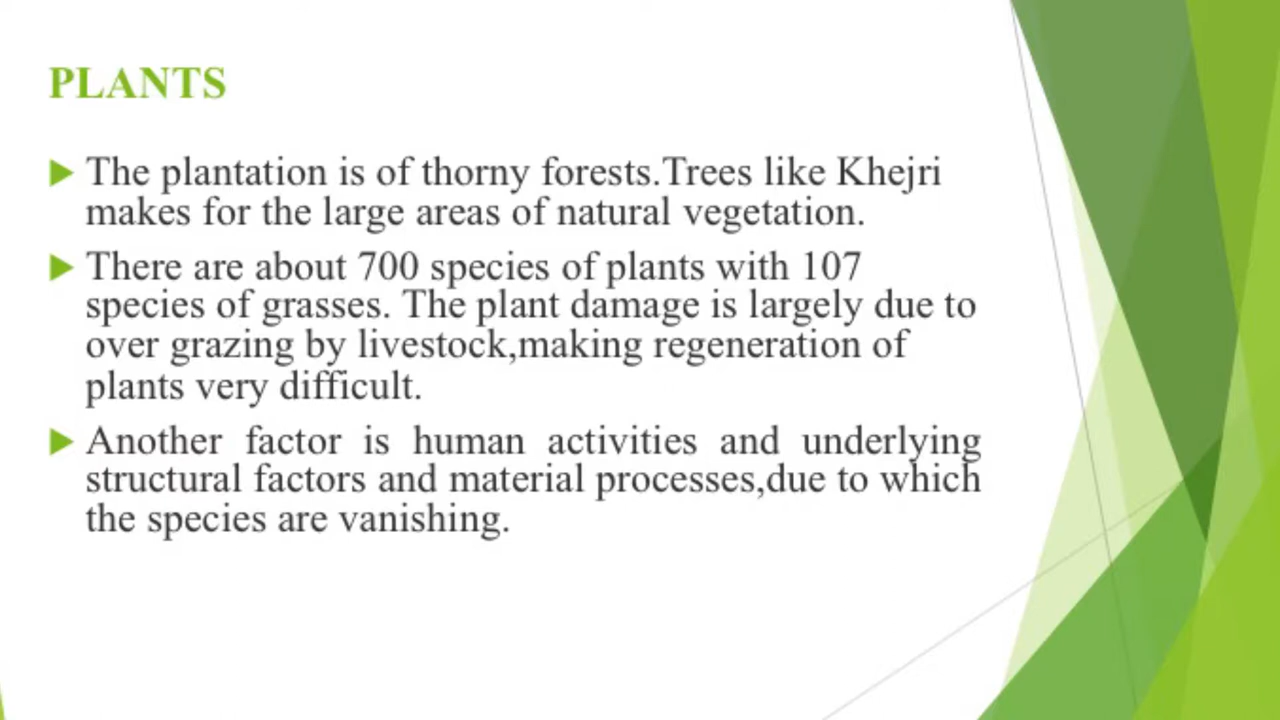 PLANTS
The plantation is of thorny forests.Trees like Khejri
makes for the large areas of natural vegetation.
There are about 700 species of plants with 107
species of grasses. The plant damage is largely due to
over grazing by livestock,making regeneration of
plants very difficult.
Another factor is human activities and underlying
structural factors and material processes,due to which
the species are vanishing.